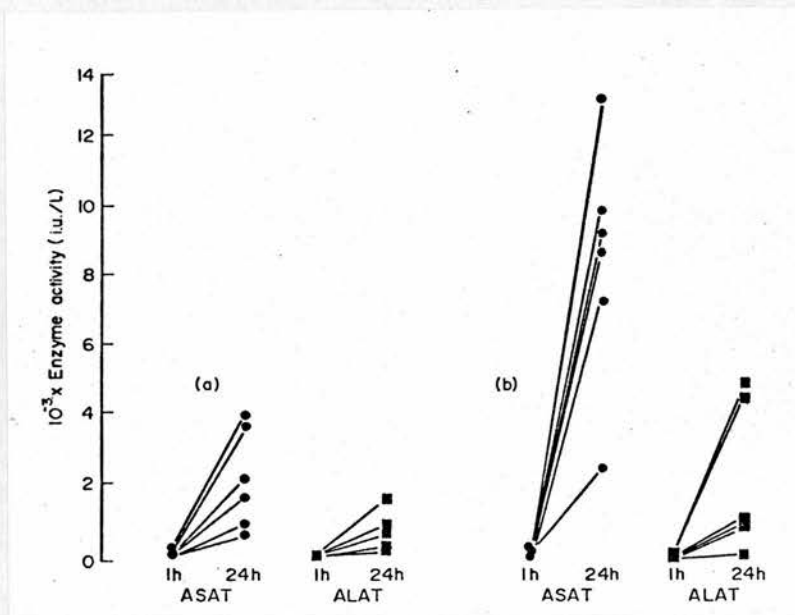 14
12
10
8
6
4
2
0
10⁻³ x Enzyme activity (i.u./L)
(a)
(b)
1h 24h 1h 24h 1h 24h 1h 24h
ASAT ALAT ASAT ALAT